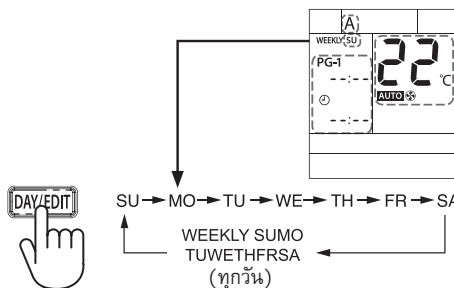 A
WEEKLY SU
PG-1
22 °C
--:--
AUTO
--:--
DAY/EDIT
SU → MO → TU → WE → TH → FR → SA
WEEKLY SUMO
TUWETHFRSA
(ทุกวัน)